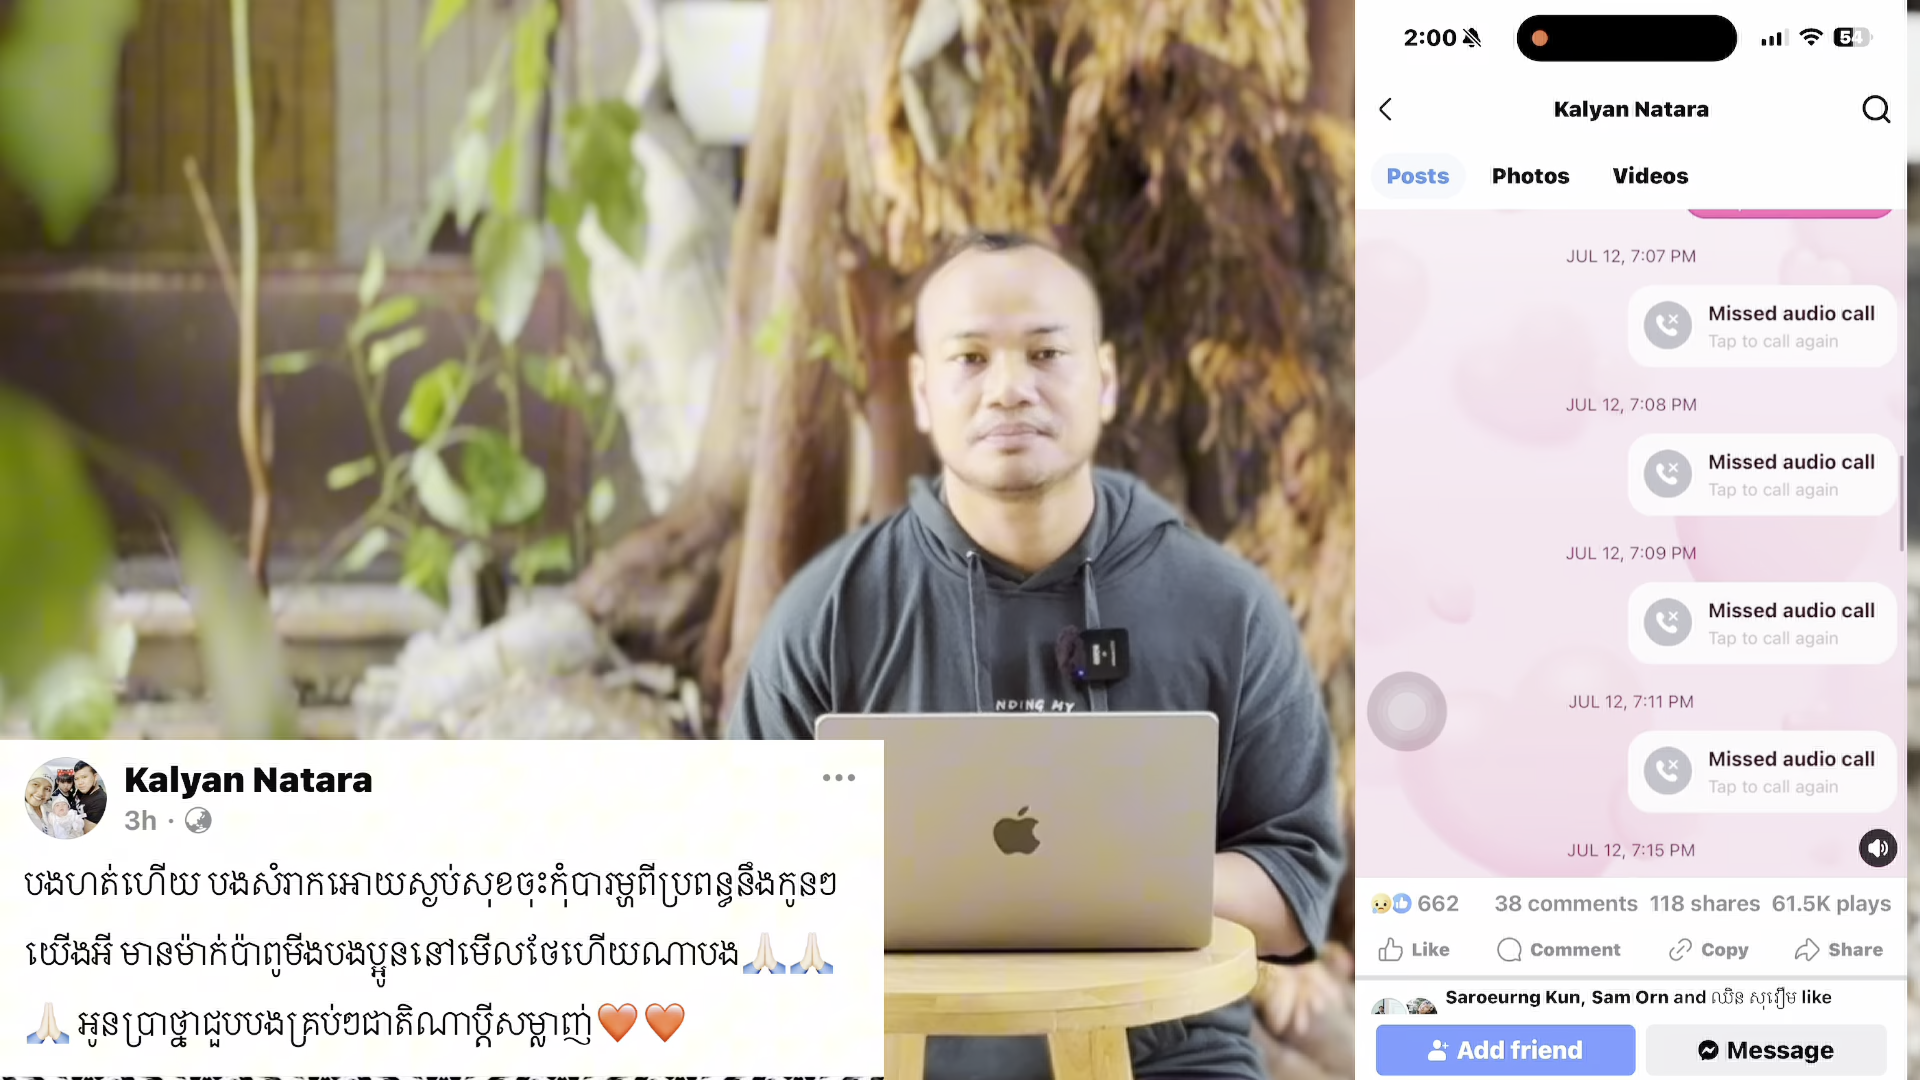 NDING MY
Kalyan Natara
3h ·
បងហត់ហើយ បងសំរាកអោយស្ងប់សុខចុះកុំបារម្ភពីប្រពន្ធនឹងកូនៗ
យើងអី មានម៉ាក់ប៉ាពូមីងបងប្អូននៅមើលថែហើយណាបង🙏🏻🙏🏻
🙏🏻អូនប្រាថ្នាជួបបងគ្រប់ៗជាតិណាប្ដីសម្លាញ់❤️❤️
2:00
54
Kalyan Natara
Posts Photos Videos
JUL 12, 7:07 PM
Missed audio call
Tap to call again
JUL 12, 7:08 PM
Missed audio call
Tap to call again
JUL 12, 7:09 PM
Missed audio call
Tap to call again
JUL 12, 7:11 PM
Missed audio call
Tap to call again
JUL 12, 7:15 PM
662 38 comments 118 shares 61.5K plays
Like Comment Copy Share
Saroeurng Kun, Sam Orn and ឈិន សុវឿម like
Add friend Message